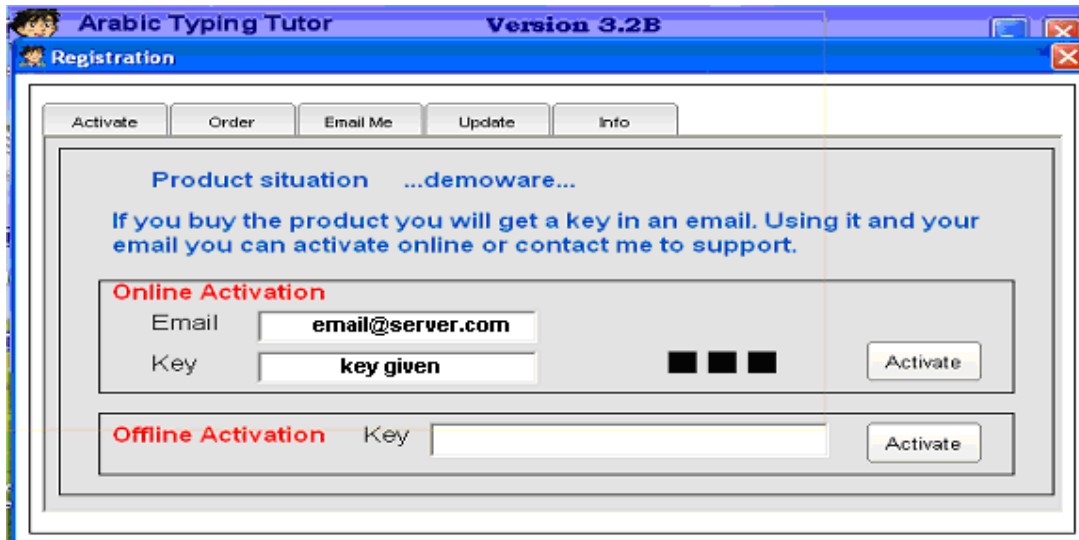 Arabic Typing Tutor Version 3.2B
Registration
Activate Order Email Me Update Info
Product situation ...demoware...
If you buy the product you will get a key in an email. Using it and your
email you can activate online or contact me to support.
Online Activation
Email email@server.com
Key key given Activate
Offline Activation Key Activate